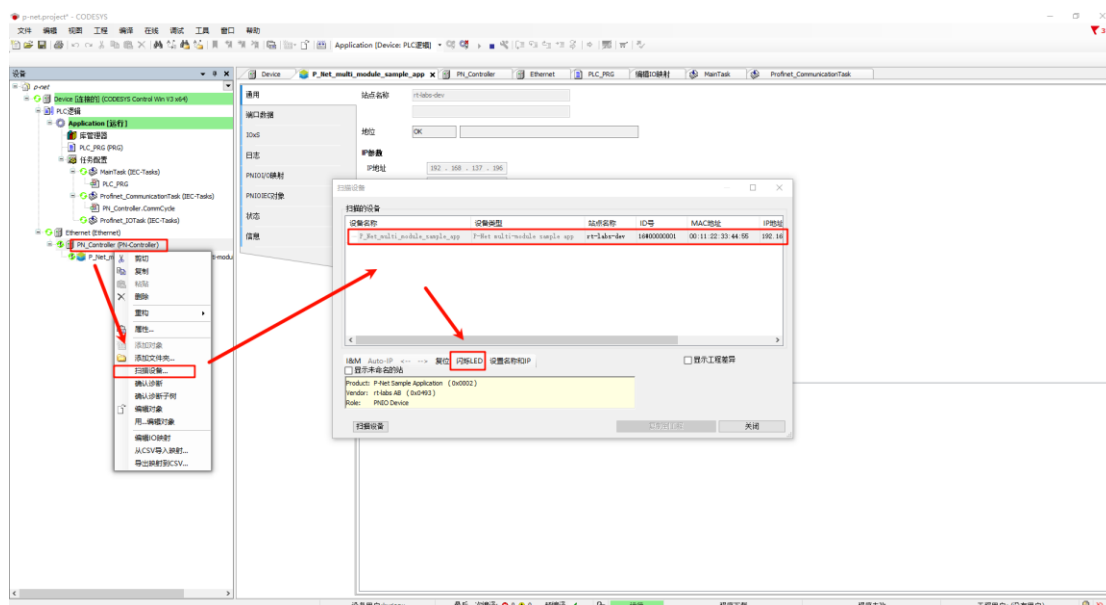 p-net.project* - CODESYS
文件 编辑 视图 工程 编译 在线 调试 工具 窗口 帮助
Application [Device: PLC逻辑]
设备
p-net
Device [连接的] (CODESYS Control Win V3 x64)
PLC逻辑
Application [运行]
库管理器
PLC_PRG (PRG)
任务配置
MainTask (IEC-Tasks)
PLC_PRG
Profinet_CommunicationTask (IEC-Tasks)
PN_Controller.CommCycle
Profinet_IOTask (IEC-Tasks)
Ethernet (Ethernet)
PN_Controller (PN-Controller)
剪切
复制
粘贴
删除
重构
属性...
添加对象
添加文件夹...
扫描设备...
确认诊断
确认诊断子树
编辑对象
用...编辑对象
编辑IO映射
从CSV导入映射...
导出映射到CSV...
Device P_Net_multi_module_sample_app PN_Controller Ethernet PLC_PRG 编辑IO映射 MainTask Profinet_CommunicationTask
通用
端口数据
IOxS
日志
PNIOI/O映射
PNIOIEC对象
状态
信息
站点名称 rt-labs-dev
地位 OK
IP参数
IP地址 192 . 168 . 137 . 196
扫描设备
扫描的设备
设备名称 设备类型 站点名称 ID号 MAC地址 IP地址
P_Net_multi_module_sample_app P-Net multi-module sample app rt-labs-dev 16#00000001 00:11:22:33:44:55 192.16
I&M Auto-IP <-- --> 复位 闪烁LED 设置名称和IP
显示工程差异
显示未命名的站
Product: P-Net Sample Application (0x0002)
Vendor: rt-labs AB (0x0493)
Role: PNIO Device
扫描设备 关闭